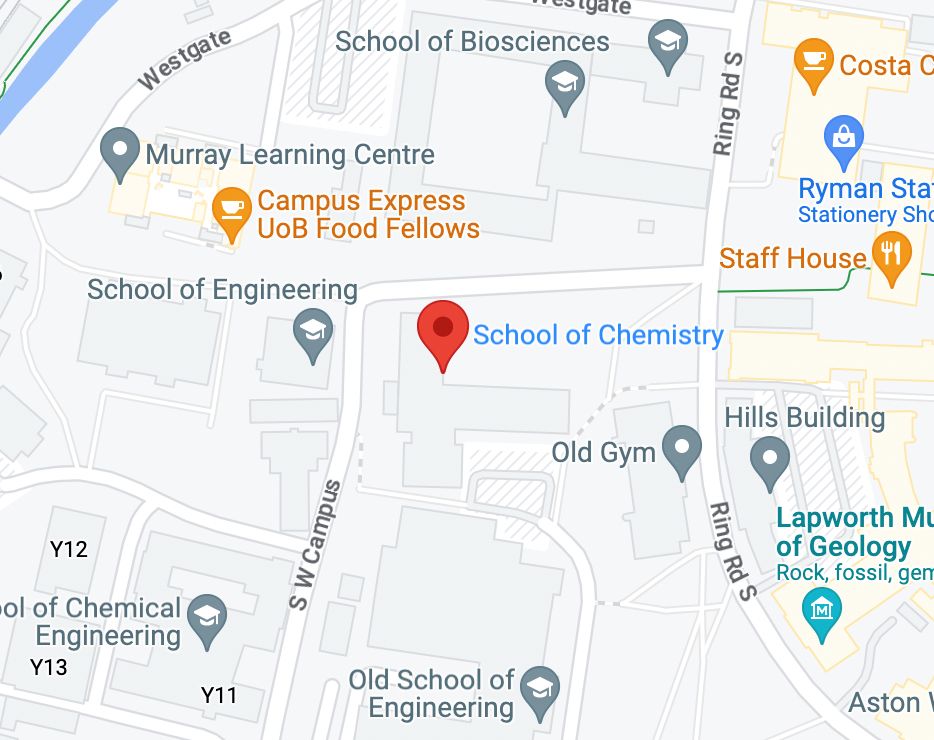 Westgate
School of Biosciences
Westgate
Costa C
Ring Rd S
Murray Learning Centre
Ryman Sta
Stationery Sho
Campus Express
UoB Food Fellows
Staff House
School of Engineering
School of Chemistry
Hills Building
Old Gym
S W Campus
Ring Rd S
Lapworth Mu
of Geology
Rock, fossil, gem
Y12
ol of Chemical
Engineering
Y13
Y11
Old School of
Engineering
Aston W